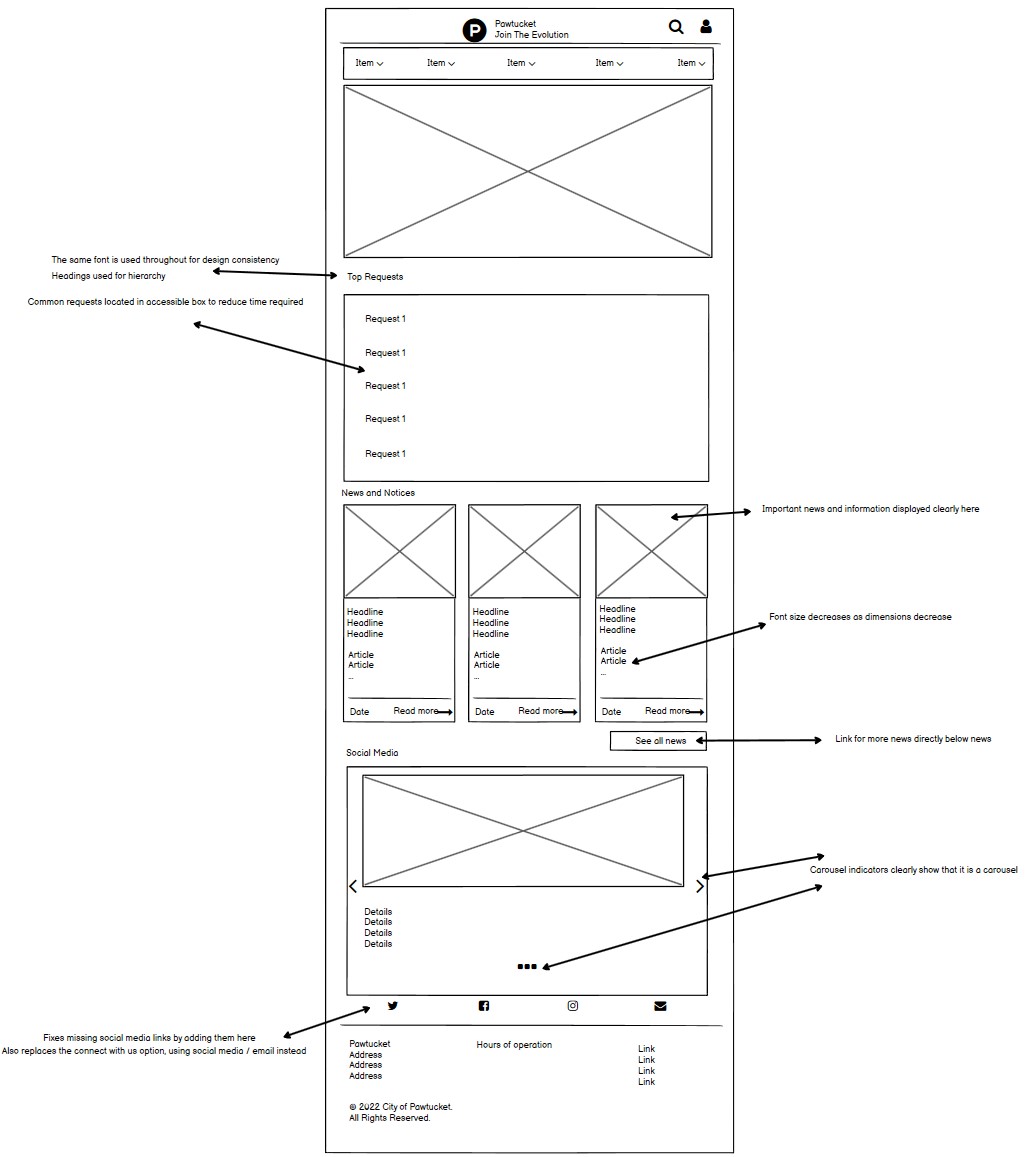 P
Pawtucket
Join The Evolution
Item
Item
Item
Item
Item
The same font is used throughout for design consistency
Headings used for hierarchy
Top Requests
Common requests located in accessible box to reduce time required
Request 1
Request 1
Request 1
Request 1
Request 1
News and Notices
Important news and information displayed clearly here
Headline
Headline
Headline
Article
Article
...
Date
Read more
Headline
Headline
Headline
Article
Article
...
Date
Read more
Headline
Headline
Headline
Article
Article
...
Date
Read more
Font size decreases as dimensions decrease
See all news
Link for more news directly below news
Social Media
Carousel indicators clearly show that it is a carousel
Details
Details
Details
Details
Fixes missing social media links by adding them here
Also replaces the connect with us option, using social media / email instead
Pawtucket
Address
Address
Address
Hours of operation
Link
Link
Link
Link
© 2022 City of Pawtucket.
All Rights Reserved.